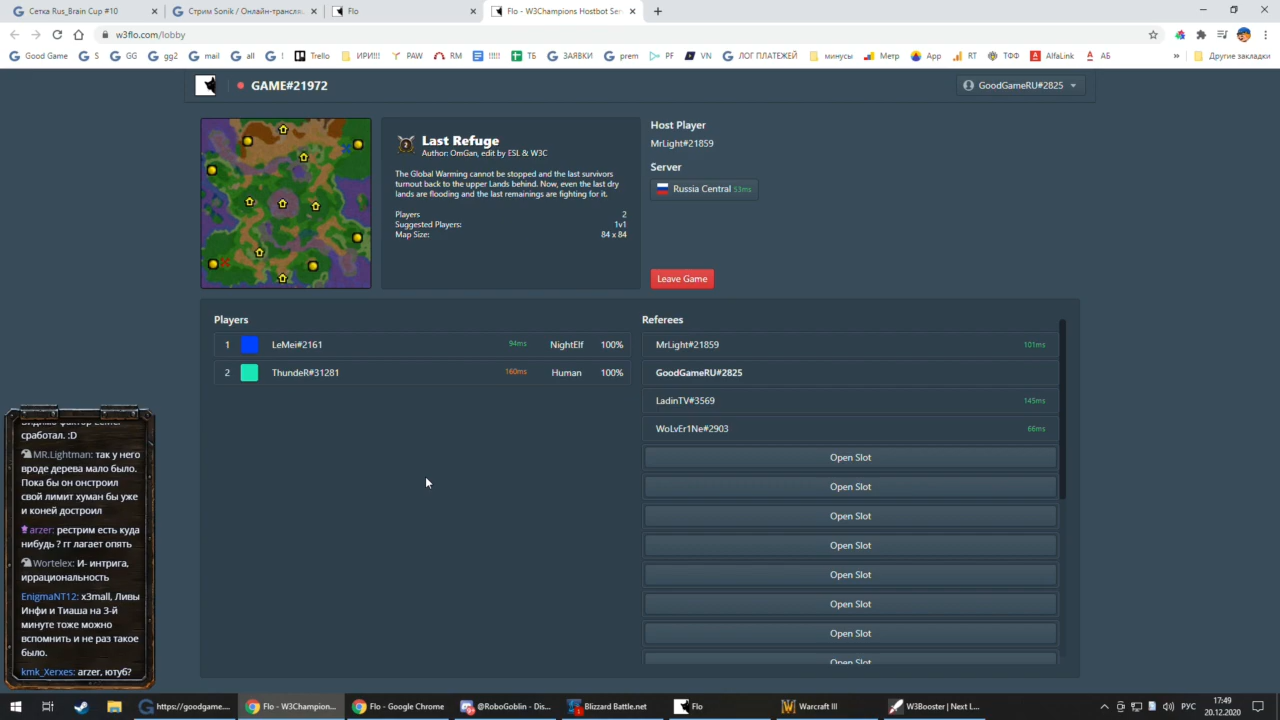 Сетка Rus_Brain Cup #10
Стрим Sonik / Онлайн-трансля
Flo
Flo - W3Champions Hostbot Ser
w3flo.com/lobby
Good Game
S
GG
gg2
mail
all
Trello
ИРИ!!!
PAW
RM
!!!!!
ТБ
ЗАЯВКИ
prem
PF
VN
ЛОГ ПЛАТЕЖЕЙ
минусы
Метр
App
RT
ТФФ
AlfaLink
АБ
»
Другие закладки
GAME#21972
GoodGameRU#2825
2
Last Refuge
Author: OmGan, edit by ESL & W3C
The Global Warming cannot be stopped and the last survivors
turnout back to the upper Lands behind. Now, even the last dry
lands are flooding and the last remainings are fighting for it.
Players 2
Suggested Players: 1v1
Map Size: 84 x 84
Host Player
MrLight#21859
Server
Russia Central 53ms
Leave Game
Players
1 LeMei#2161 94ms NightElf 100%
2 ThundeR#31281 160ms Human 100%
Referees
MrLight#21859 101ms
GoodGameRU#2825
LadinTV#3569 145ms
WoLvEr1Ne#2903 66ms
Open Slot
Open Slot
Open Slot
Open Slot
Open Slot
Open Slot
Open Slot
Open Slot
сработал. :D
MR.Lightman: так у него
вроде дерева мало было.
Пока бы он онстроил
свой лимит хуман бы уже
и коней достроил
arzer: рестрим есть куда
нибудь ? гг лагает опять
Wortelex: И- интрига,
иррациональность
EnigmaNT12: x3mall, Ливы
Инфи и Тиаша на 3-й
минуте тоже можно
вспомнить и не раз такое
было.
kmk_Xerxes: arzer, ютуб?
https://goodgame....
Flo - W3Champion...
Flo - Google Chrome
@RoboGoblin - Dis...
1
Blizzard Battle.net
Flo
Warcraft III
W3Booster | Next L...
РУС
17:49
20.12.2020